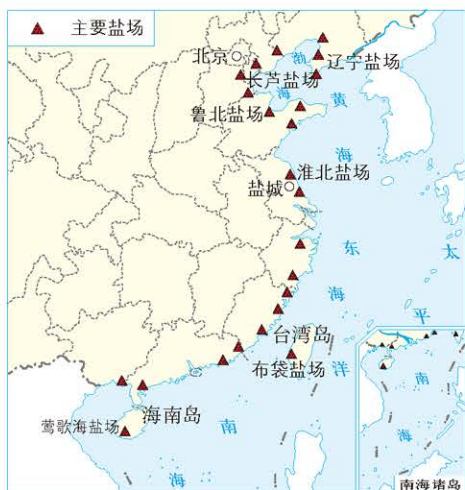 主要盐场
北京
渤
海
辽宁盐场
长芦盐场
鲁北盐场
黄
海
淮北盐场
盐城
东
海
太
平
洋
台湾岛
布袋盐场
海南岛
莺歌海盐场
南
海
南
海
南海诸岛